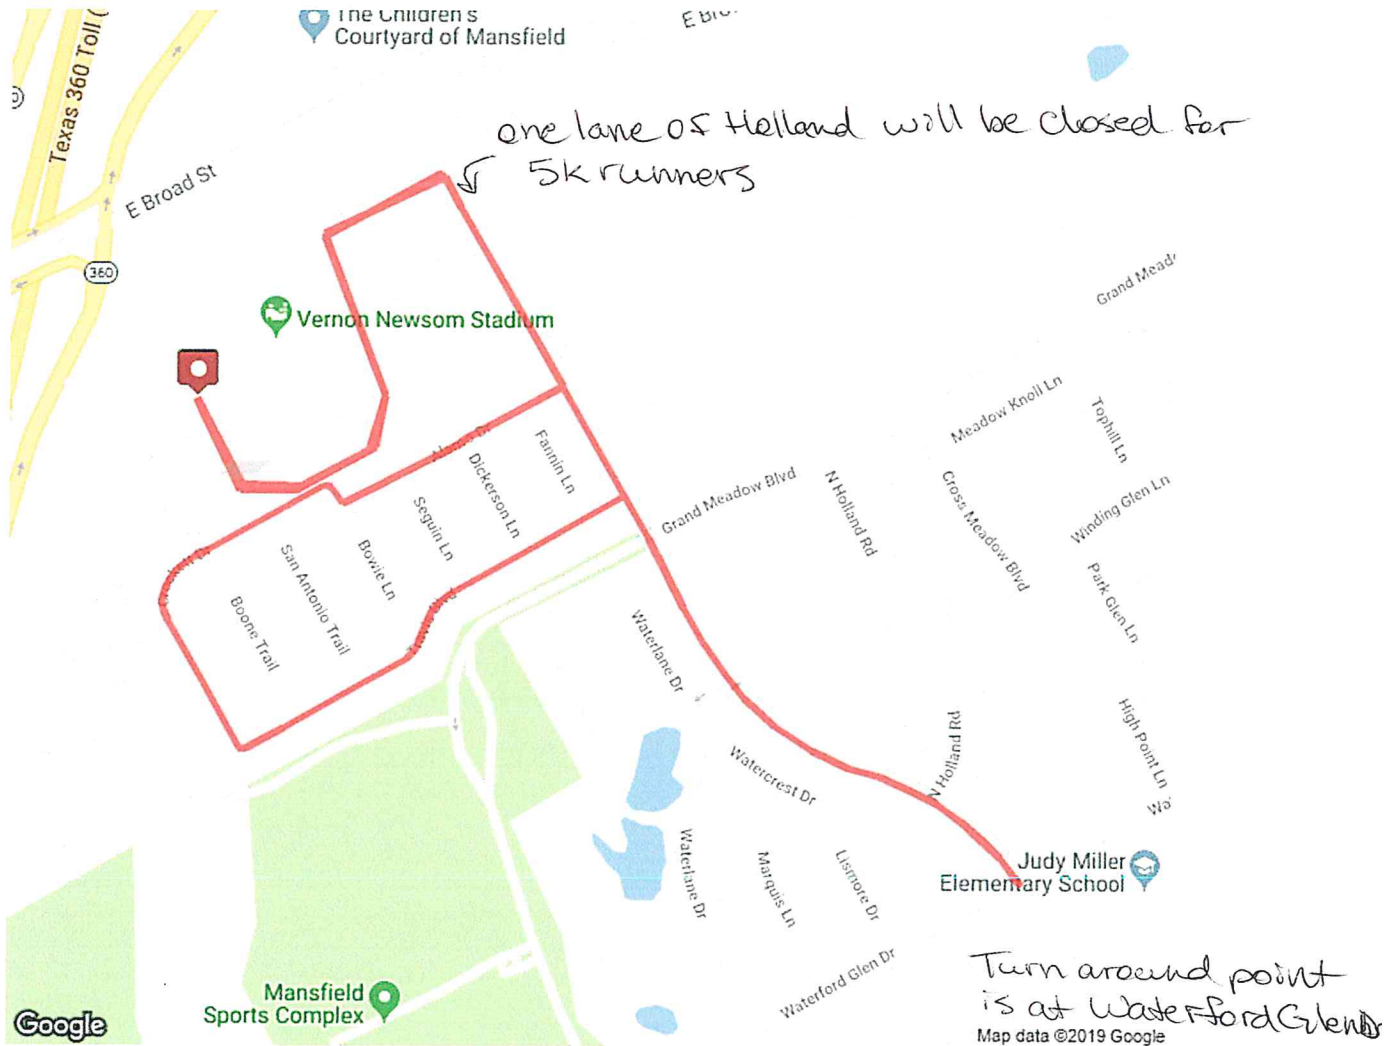 The Children's
Courtyard of Mansfield
Texas 360 Toll (
E Broad St
one lane of Holland will be closed for
5k runners
360
Vernon Newsom Stadium
Grand Mead
Meadow Knoll Ln
Tophill Ln
Fannin Ln
Dickerson Ln
Seguin Ln
Bowie Ln
San Antonio Trail
Boone Trail
Grand Meadow Blvd
N Holland Rd
Cross Meadow Blvd
Winding Glen Ln
Park Glen Ln
Waterlane Dr
High Point Ln
N Holland Rd
Watercrest Dr
Wa
Waterlane Dr
Marquis Ln
Lismore Dr
Judy Miller
Elementary School
Waterford Glen Dr
Mansfield
Sports Complex
Turn around point
is at Waterford Glen Dr
Google
Map data ©2019 Google